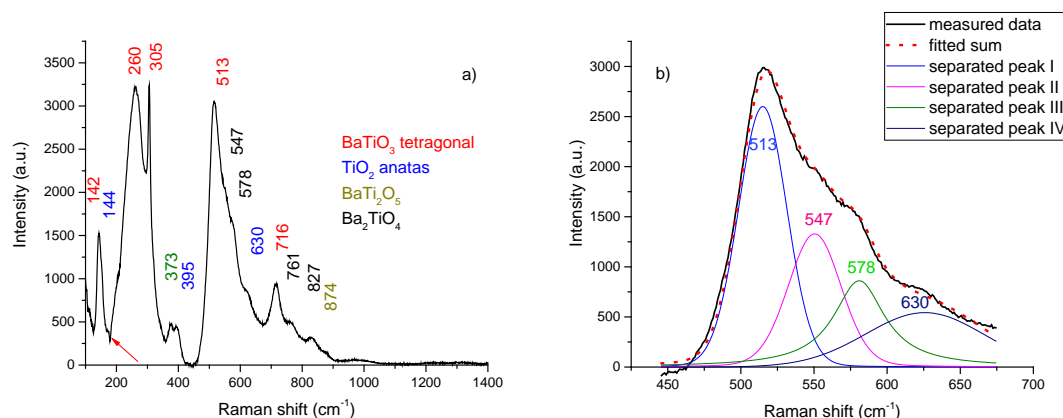 a)
3500
3000
2500
2000
1500
1000
500
0
Intensity (a.u.)
200 400 600 800 1000 1200 1400
Raman shift (cm⁻¹)
142
144
260
305
373
395
513
547
578
630
716
761
827
874
BaTiO₃ tetragonal
TiO₂ anatas
BaTi₂O₅
Ba₂TiO₄
b)
3000
2500
2000
1500
1000
500
0
Intensity (a.u.)
450 500 550 600 650 700
Raman shift (cm⁻¹)
513
547
578
630
measured data
fitted sum
separated peak I
separated peak II
separated peak III
separated peak IV